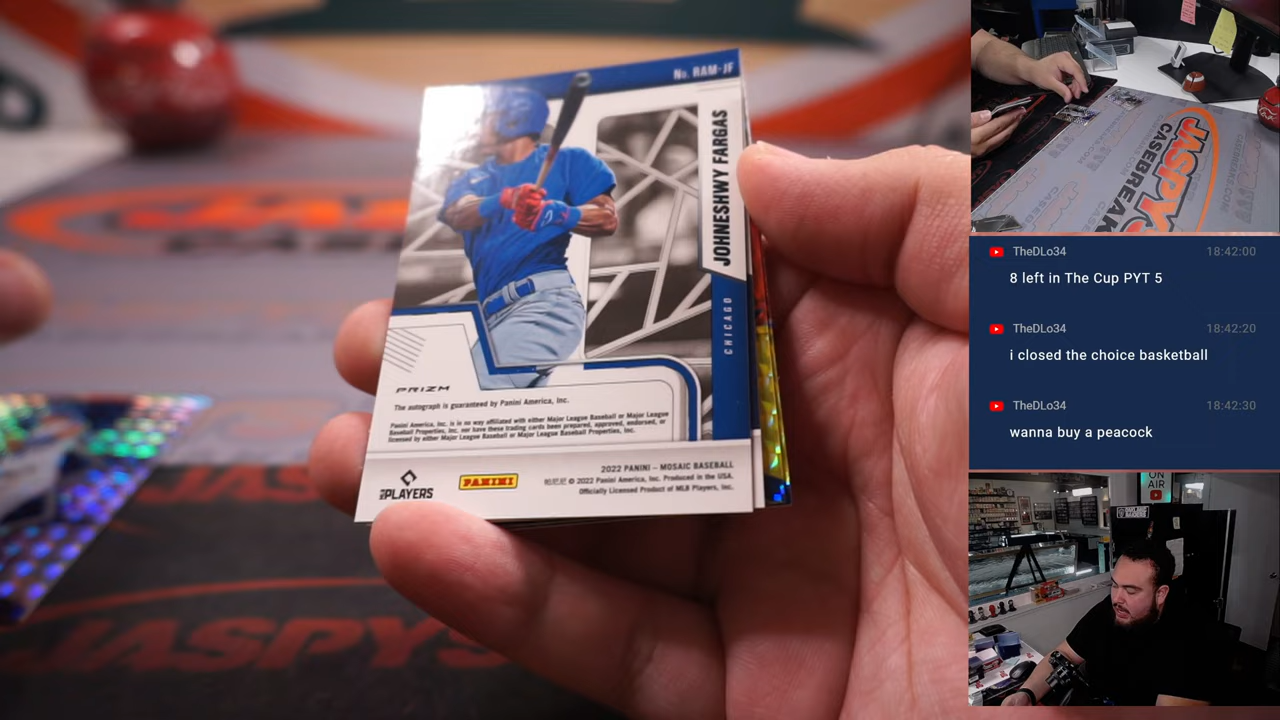 No. RAM-JF
JOHNESHWY FARGAS
CHICAGO
PRIZM
The autograph is guaranteed by Panini America, Inc.
Panini America, Inc. is in no way affiliated with either Major League Baseball or Major League
Baseball Properties, Inc. nor have these trading cards been prepared, approved, endorsed, or
licensed by either Major League Baseball or Major League Baseball Properties, Inc.
PLAYERS
PANINI
2022 PANINI – MOSAIC BASEBALL
© 2022 Panini America, Inc. Produced in the USA.
Officially Licensed Product of MLB Players, Inc.
JASPYS
JASPY
CASEBREAK
TheDLo34 18:42:00
8 left in The Cup PYT 5
TheDLo34 18:42:20
i closed the choice basketball
TheDLo34 18:42:30
wanna buy a peacock
ON
AIR